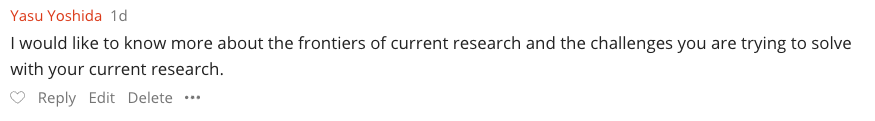 Yasu Yoshida 1d
I would like to know more about the frontiers of current research and the challenges you are trying to solve
with your current research.
Reply Edit Delete •••